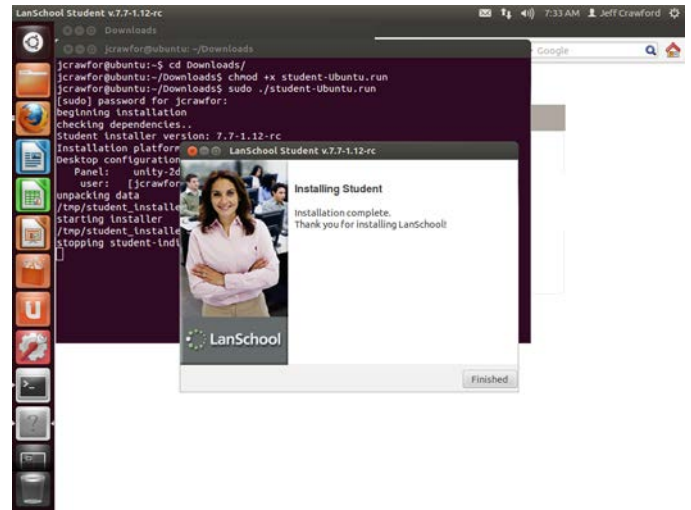 LanSchool Student v.7.7-1.12-rc
7:33 AM Jeff Crawford
Downloads
jcrawfor@ubuntu: ~/Downloads
Google
jcrawfor@ubuntu:~$ cd Downloads/
jcrawfor@ubuntu:~/Downloads$ chmod +x student-Ubuntu.run
jcrawfor@ubuntu:~/Downloads$ sudo ./student-Ubuntu.run
[sudo] password for jcrawfor:
beginning installation
checking dependencies..
Student installer version: 7.7-1.12-rc
Installation platfor
Desktop configuration
Panel: unity-2d
user: [jcrawfor
unpacking data
/tmp/student_installe
starting installer
/tmp/student_installe
stopping student-indi
LanSchool Student v.7.7-1.12-rc
Installing Student
Installation complete.
Thank you for installing LanSchool!
LanSchool
Finished